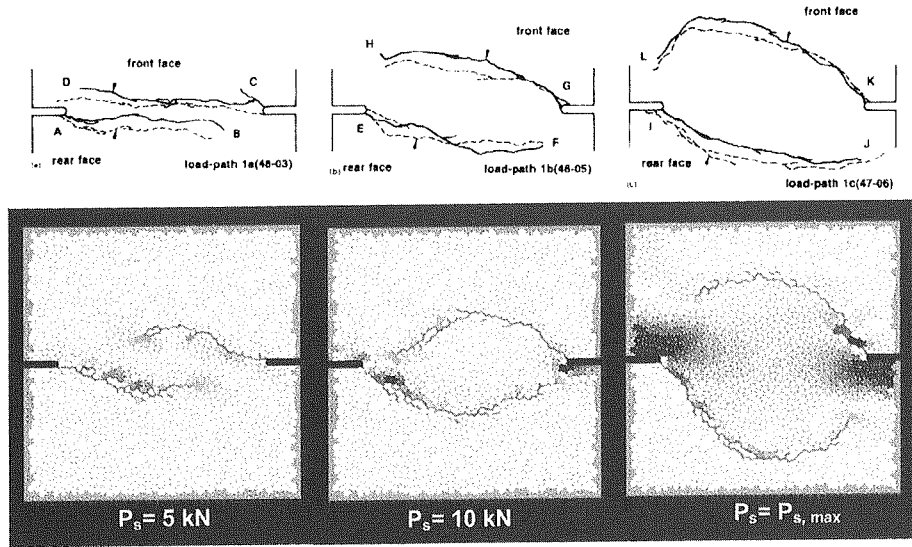 front face
D
C
A
B
(a)
rear face
load-path 1a(48-03)
H
front face
G
E
F
(b)
rear face
load-path 1b(46-05)
front face
L
K
I
J
(c)
rear face
load-path 1c(47-06)
Ps= 5 kN
Ps= 10 kN
Ps= Ps, max